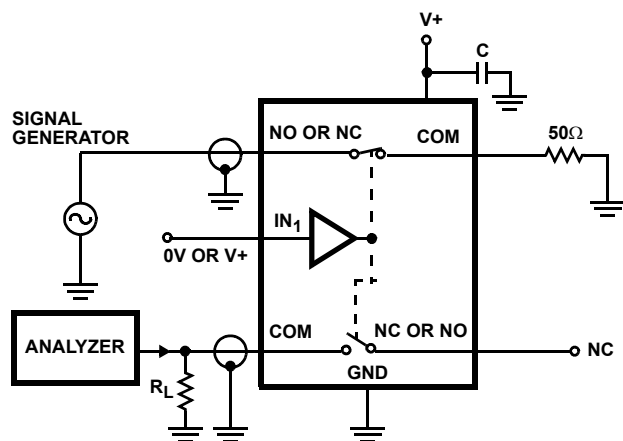 V+
C
SIGNAL
GENERATOR
NO OR NC
COM
50Ω
IN1
0V OR V+
ANALYZER
COM
NC OR NO
NC
RL
GND